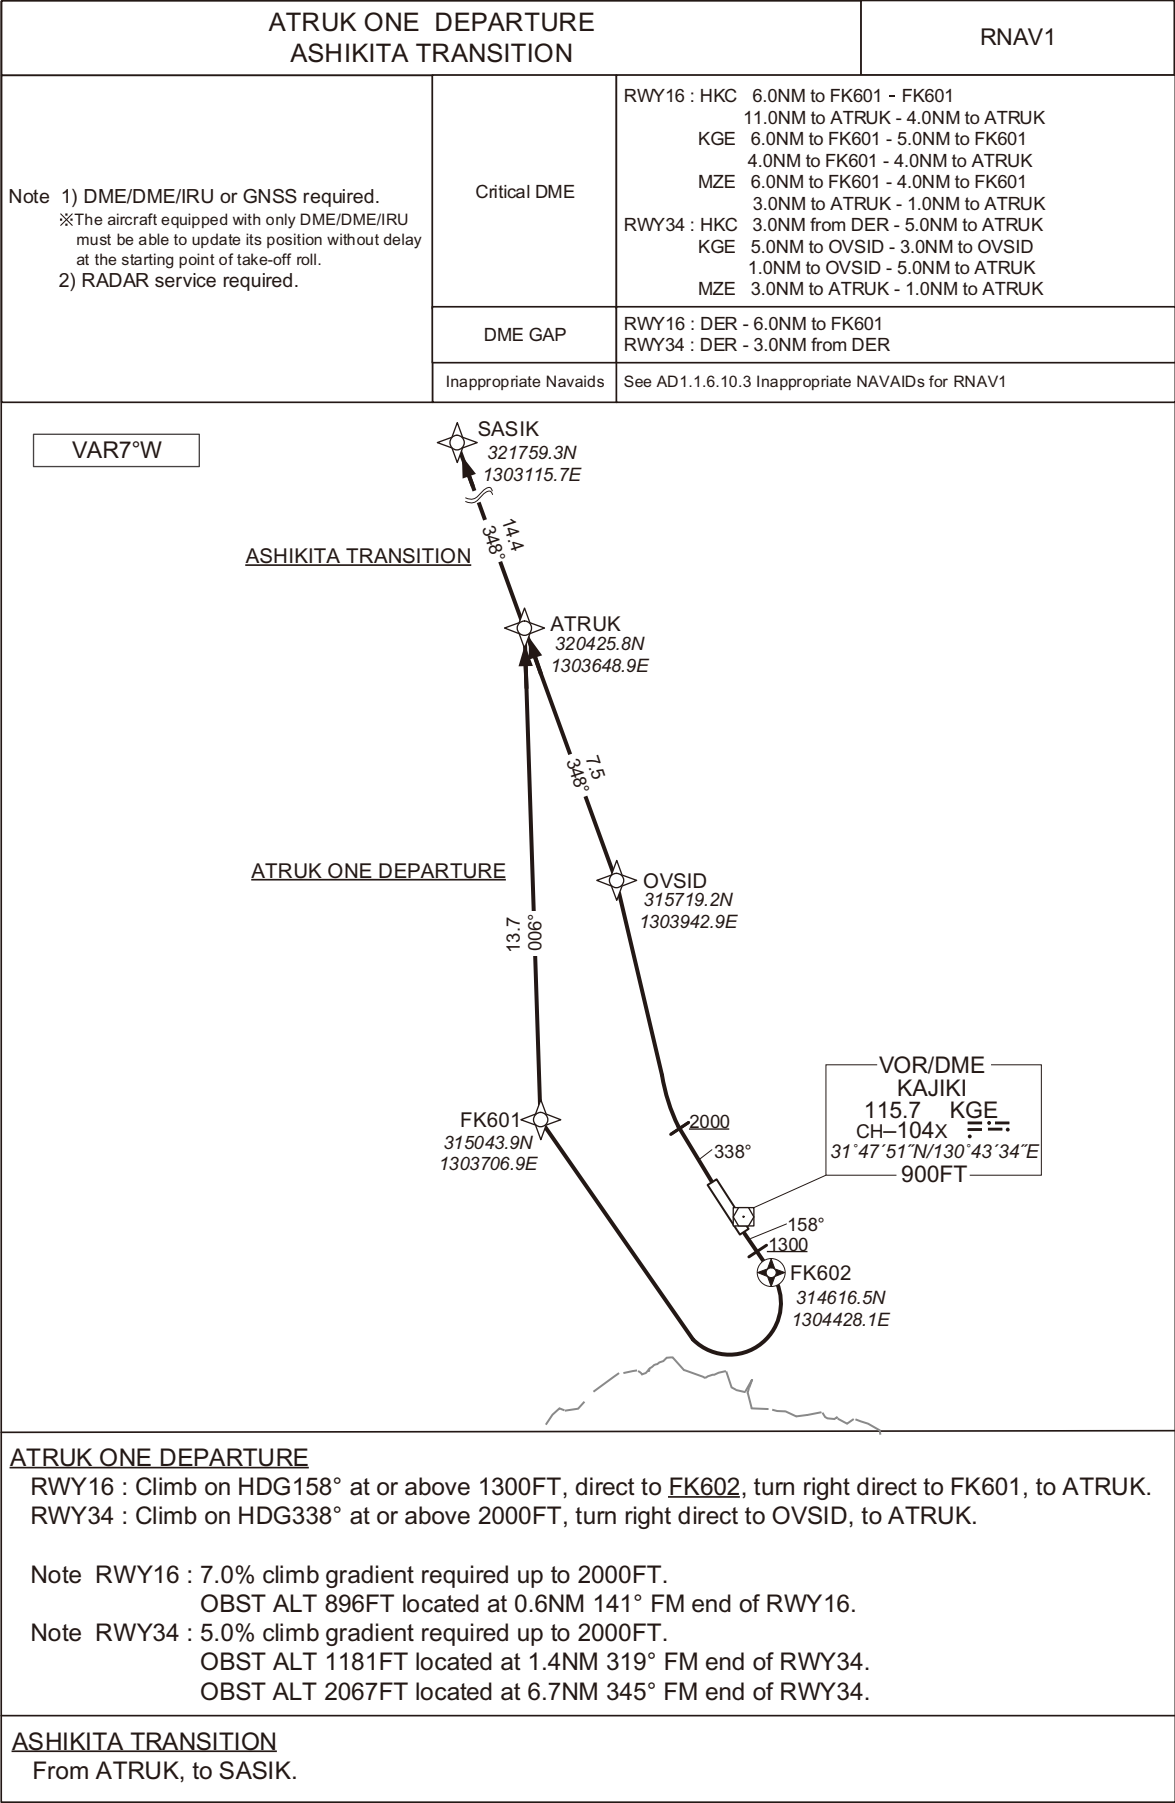 ATRUK ONE DEPARTURE
ASHIKITA TRANSITION
RNAV1
Note 1) DME/DME/IRU or GNSS required.
※The aircraft equipped with only DME/DME/IRU
must be able to update its position without delay
at the starting point of take-off roll.
2) RADAR service required.
Critical DME
RWY16 : HKC 6.0NM to FK601 - FK601
11.0NM to ATRUK - 4.0NM to ATRUK
KGE 6.0NM to FK601 - 5.0NM to FK601
4.0NM to FK601 - 4.0NM to ATRUK
MZE 6.0NM to FK601 - 4.0NM to FK601
3.0NM to ATRUK - 1.0NM to ATRUK
RWY34 : HKC 3.0NM from DER - 5.0NM to ATRUK
KGE 5.0NM to OVSID - 3.0NM to OVSID
1.0NM to OVSID - 5.0NM to ATRUK
MZE 3.0NM to ATRUK - 1.0NM to ATRUK
DME GAP
RWY16 : DER - 6.0NM to FK601
RWY34 : DER - 3.0NM from DER
Inappropriate Navaids
See AD1.1.6.10.3 Inappropriate NAVAIDs for RNAV1
VAR7°W
SASIK
321759.3N
1303115.7E
14.4
348°
ASHIKITA TRANSITION
ATRUK
320425.8N
1303648.9E
7.5
348°
ATRUK ONE DEPARTURE
OVSID
315719.2N
1303942.9E
13.7
006°
FK601
315043.9N
1303706.9E
2000
338°
VOR/DME
KAJIKI
115.7 KGE
CH–104X
31°47′51″N/130°43′34″E
900FT
158°
1300
FK602
314616.5N
1304428.1E
ATRUK ONE DEPARTURE
RWY16 : Climb on HDG158° at or above 1300FT, direct to FK602, turn right direct to FK601, to ATRUK.
RWY34 : Climb on HDG338° at or above 2000FT, turn right direct to OVSID, to ATRUK.
Note RWY16 : 7.0% climb gradient required up to 2000FT.
OBST ALT 896FT located at 0.6NM 141° FM end of RWY16.
Note RWY34 : 5.0% climb gradient required up to 2000FT.
OBST ALT 1181FT located at 1.4NM 319° FM end of RWY34.
OBST ALT 2067FT located at 6.7NM 345° FM end of RWY34.
ASHIKITA TRANSITION
From ATRUK, to SASIK.